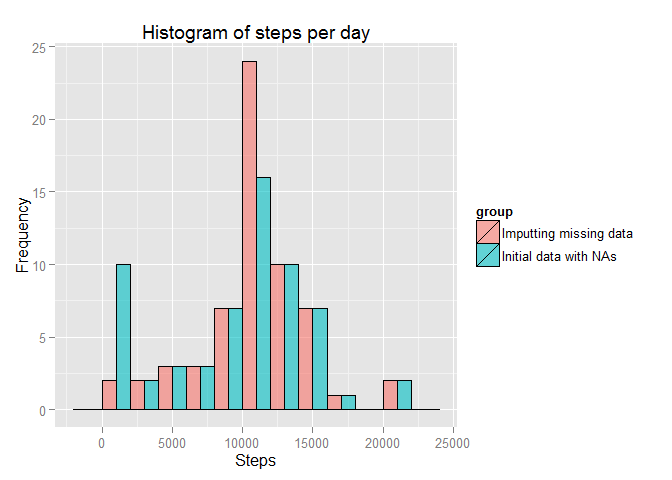 Histogram of steps per day
25
20
15
10
5
0
Frequency
0 5000 10000 15000 20000 25000
Steps
group
Imputting missing data
Initial data with NAs